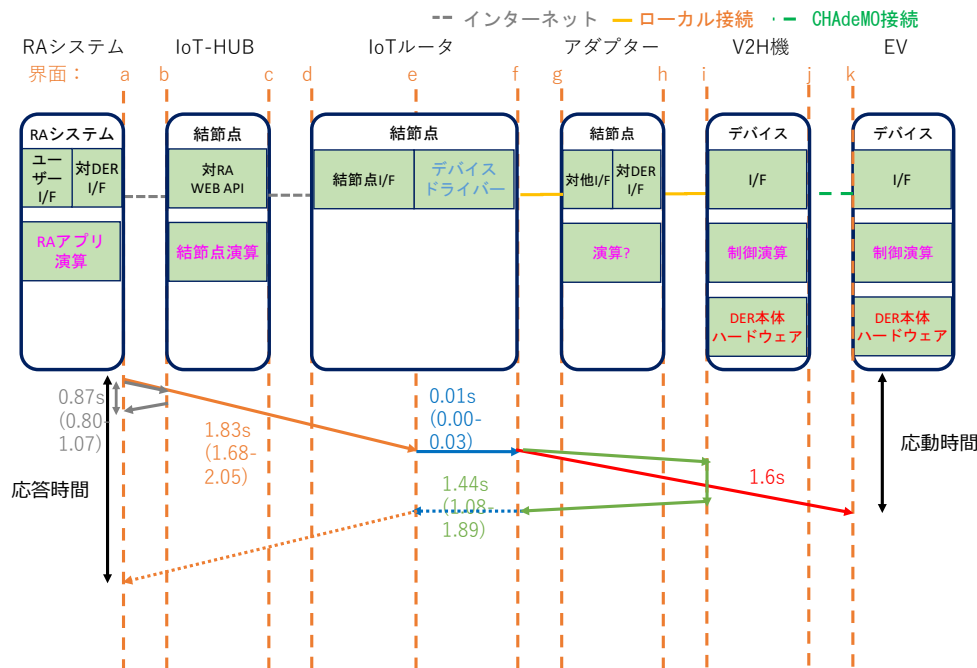 インターネット ローカル接続 CHAdeMO接続
RAシステム IoT-HUB IoTルータ アダプター V2H機 EV
界面： a b c d e f g h i j k
RAシステム 結節点 結節点 結節点 デバイス デバイス
ユー
ザー
I/F
対DER
I/F
対RA
WEB API
結節点I/F
デバイス
ドライバー
対他I/F
対DER
I/F
I/F
I/F
RAアプリ
演算
結節点演算
演算?
制御演算
制御演算
DER本体
ハードウェア
DER本体
ハードウェア
0.87s
(0.80-
1.07)
1.83s
(1.68-
2.05)
0.01s
(0.00-
0.03)
1.44s
(1.08-
1.89)
1.6s
応動時間
応答時間